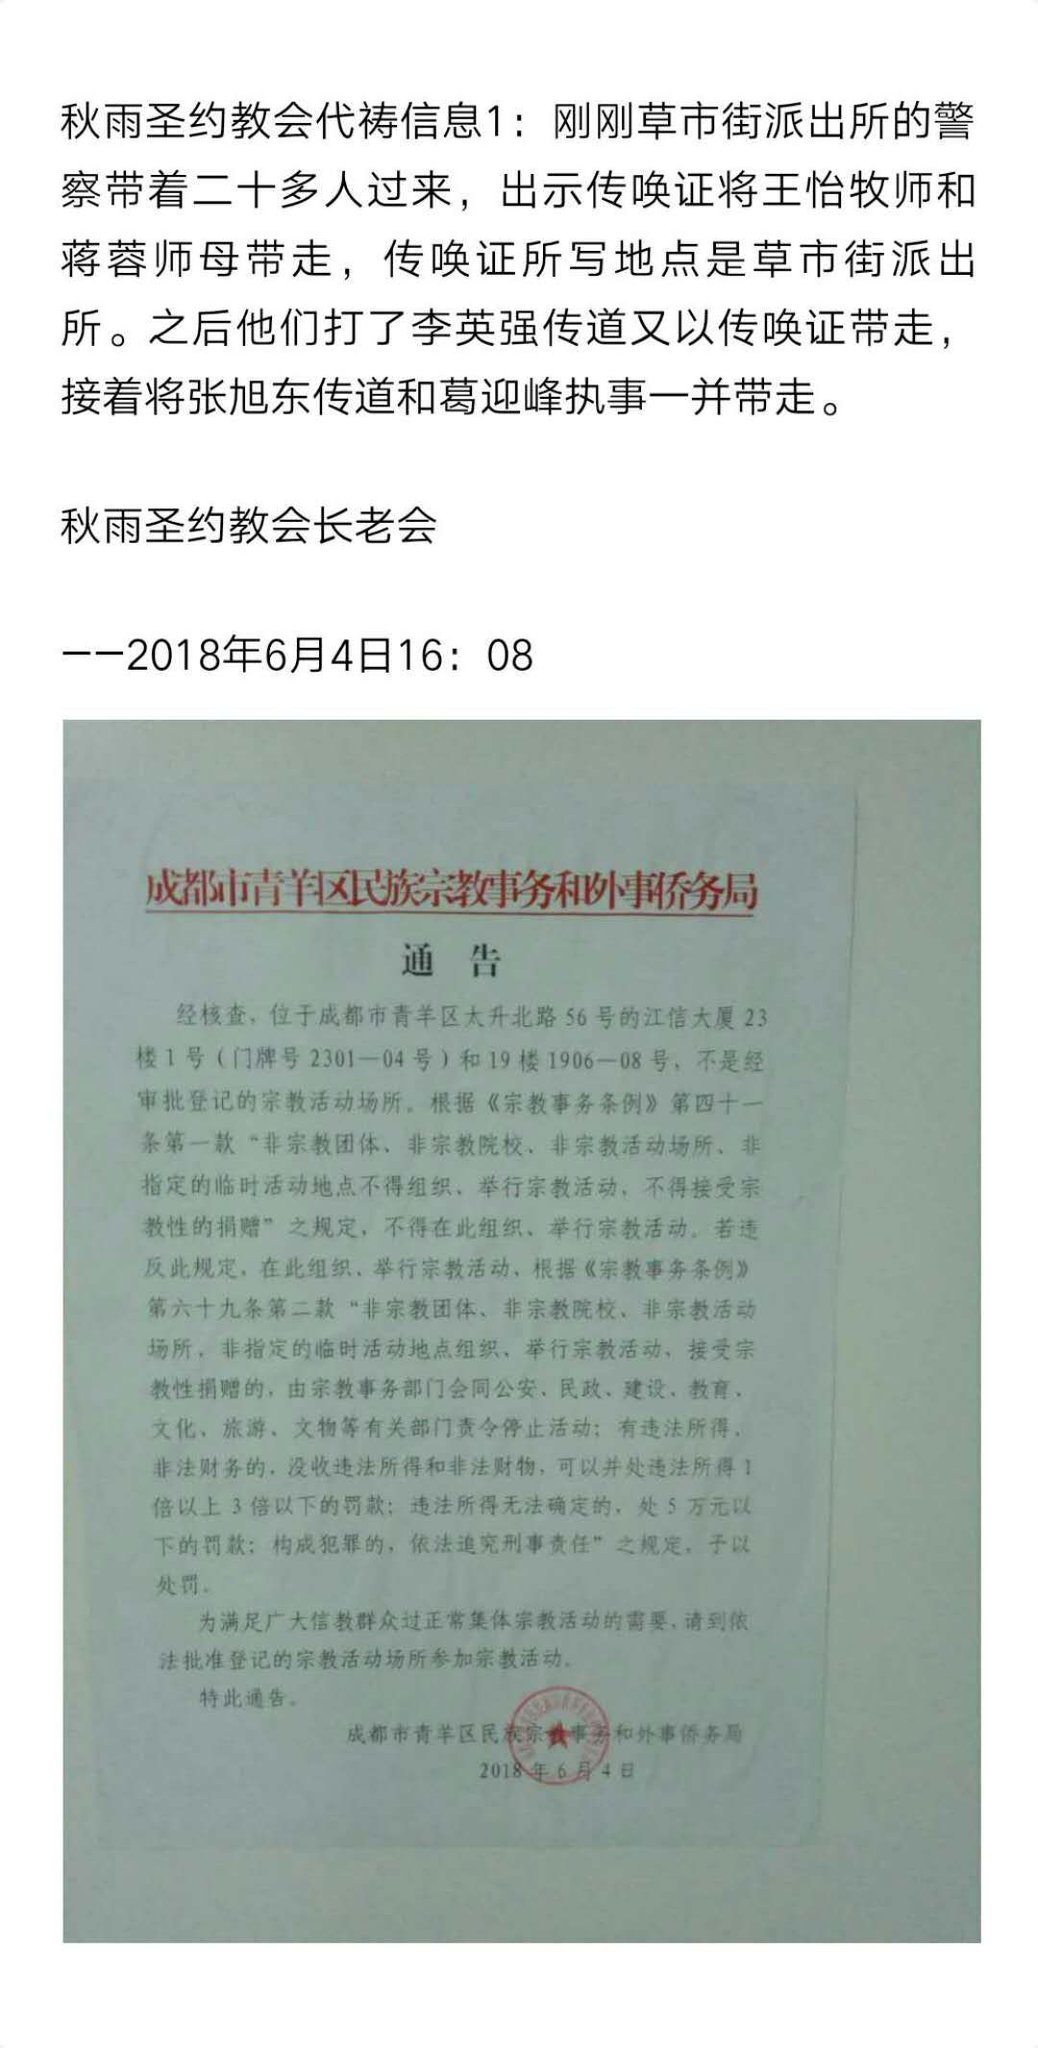 秋雨圣约教会代祷信息1：刚刚草市街派出所的警
察带着二十多人过来，出示传唤证将王怡牧师和
蒋蓉师母带走，传唤证所写地点是草市街派出
所。之后他们打了李英强传道又以传唤证带走，
接着将张旭东传道和葛迎峰执事一并带走。
秋雨圣约教会长老会
——2018年6月4日16：08
成都市青羊区民族宗教事务和外事侨务局
通 告
经核查，位于成都市青羊区太升北路 56 号的江信大厦 23
楼 1 号（门牌号 2301—04 号）和 19 楼 1906—08 号，不是经
审批登记的宗教活动场所。根据《宗教事务条例》第四十一
条第一款“非宗教团体、非宗教院校、非宗教活动场所、非
指定的临时活动地点不得组织、举行宗教活动，不得接受宗
教性的捐赠”之规定，不得在此组织、举行宗教活动。若违
反此规定，在此组织、举行宗教活动、根据《宗教事务条例》
第六十九条第二款“非宗教团体、非宗教院校、非宗教活动
场所、非指定的临时活动地点组织、举行宗教活动、接受宗
教性捐赠的，由宗教事务部门会同公安、民政、建设、教育、
文化、旅游、文物等有关部门责令停止活动；有违法所得、
非法财务的，没收违法所得和非法财物，可以并处违法所得 1
倍以上 3 倍以下的罚款；违法所得无法确定的，处 5 万元以
下的罚款；构成犯罪的，依法追究刑事责任”之规定，予以
处罚。
为满足广大信教群众过正常集体宗教活动的需要，请到依
法批准登记的宗教活动场所参加宗教活动。
特此通告。
成都市青羊区民族宗教事务和外事侨务局
2018 年 6 月 4 日